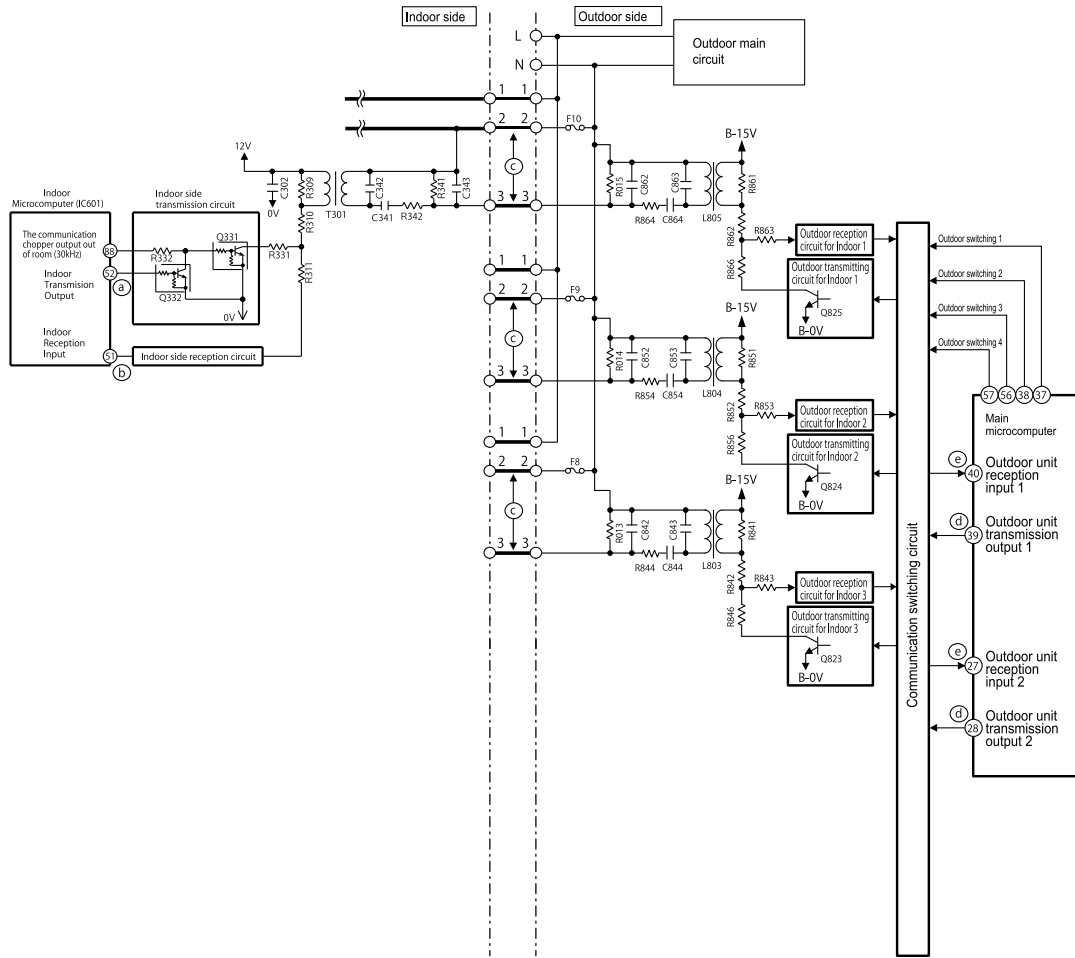 Indoor side
Outdoor side
L
N
Outdoor main
circuit
1 1
2 2
F10
c
3 3
12V
C302
0V
R309
R310
R311
T301
C342
C341
R342
R341
C343
Indoor
Microcomputer (IC601)
The communication
chopper output out
of room (30kHz)
88
Indoor
Transmision
Output
52
a
Indoor
Reception
Input
51
b
Indoor side
transmission circuit
Q331
R332
Q332
0V
R331
Indoor side reception circuit
R015
C862
C863
R864
C864
L805
B-15V
R861
R862
R863
R866
Outdoor reception
circuit for Indoor 1
Outdoor transmitting
circuit for Indoor 1
Q825
B-0V
1 1
2 2
F9
c
3 3
R014
C852
C853
R854
C854
L804
B-15V
R851
R852
R853
R856
Outdoor reception
circuit for Indoor 2
Outdoor transmitting
circuit for Indoor 2
Q824
B-0V
1 1
2 2
F8
c
3 3
R013
C842
C843
R844
C844
L803
B-15V
R841
R842
R843
R846
Outdoor reception
circuit for Indoor 3
Outdoor transmitting
circuit for Indoor 3
Q823
B-0V
Communication switching circuit
Outdoor switching 1
Outdoor switching 2
Outdoor switching 3
Outdoor switching 4
57 56 38 37
Main
microcomputer
e
40
Outdoor unit
reception
input 1
d
39
Outdoor unit
transmission
output 1
e
27
Outdoor unit
reception
input 2
d
28
Outdoor unit
transmission
output 2